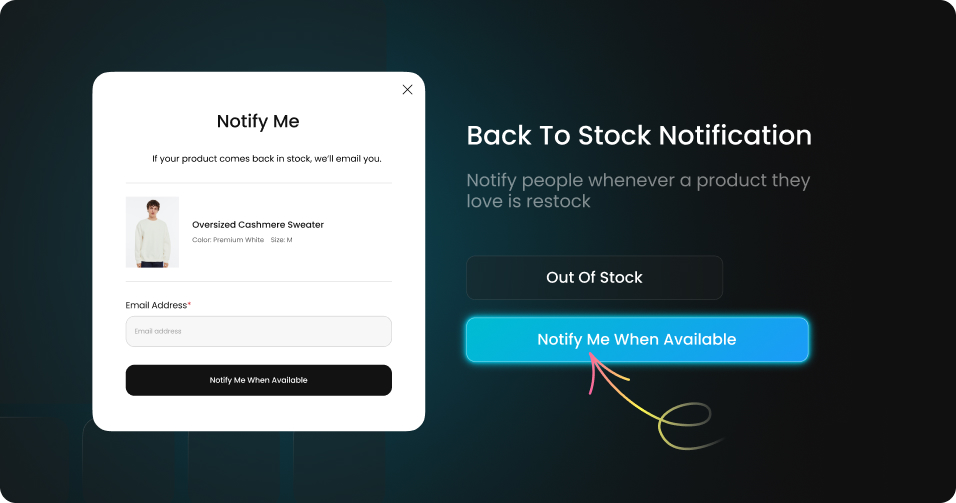 Notify Me
If your product comes back in stock, we'll email you.
Oversized Cashmere Sweater
Color: Premium White Size: M
Email Address*
Email address
Notify Me When Available
Back To Stock Notification
Notify people whenever a product they
love is restock
Out Of Stock
Notify Me When Available